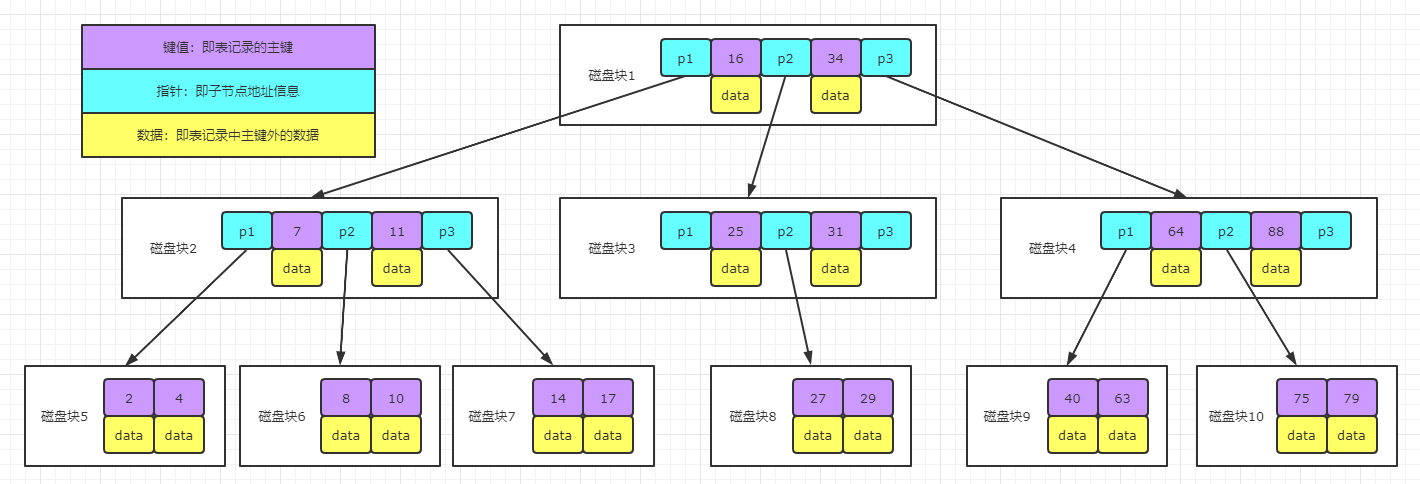 键值：即表记录的主键
指针：即子节点地址信息
数据：即表记录中主键外的数据
磁盘块1
p1 16 p2 34 p3
data data
磁盘块2
p1 7 p2 11 p3
data data
磁盘块3
p1 25 p2 31 p3
data data
磁盘块4
p1 64 p2 88 p3
data data
磁盘块5
2 4
data data
磁盘块6
8 10
data data
磁盘块7
14 17
data data
磁盘块8
27 29
data data
磁盘块9
40 63
data data
磁盘块10
75 79
data data